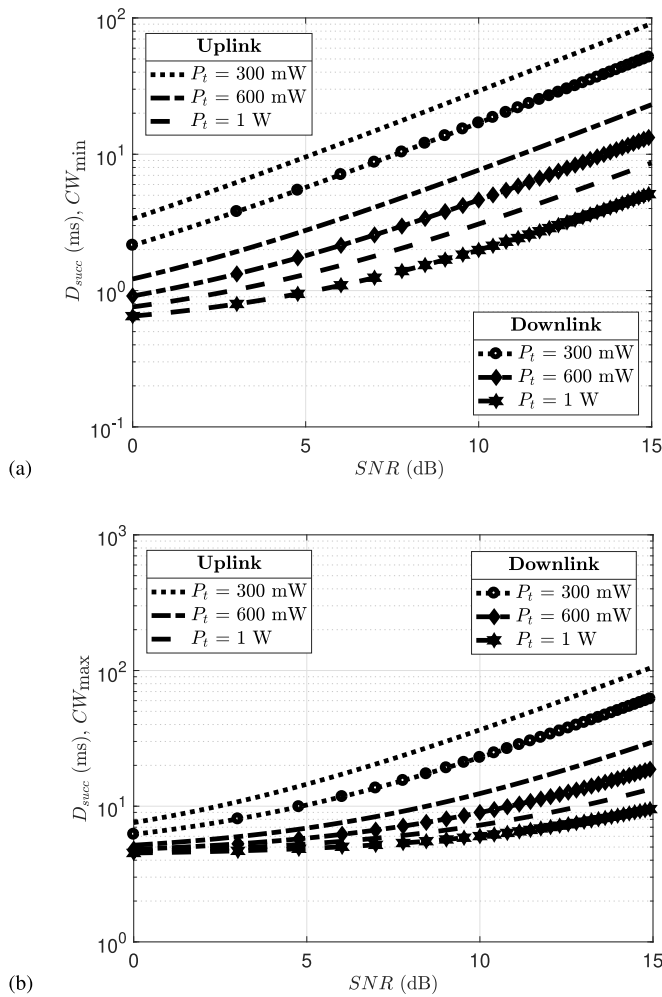 10^2
Uplink
P_t = 300 mW
P_t = 600 mW
P_t = 1 W
10^1
D_succ (ms), CW_min
10^0
Downlink
P_t = 300 mW
P_t = 600 mW
P_t = 1 W
10^-1
0 5 10 15
(a)
SNR (dB)
10^3
Uplink
P_t = 300 mW
P_t = 600 mW
P_t = 1 W
Downlink
P_t = 300 mW
P_t = 600 mW
P_t = 1 W
10^2
D_succ (ms), CW_max
10^1
10^0
0 5 10 15
(b)
SNR (dB)